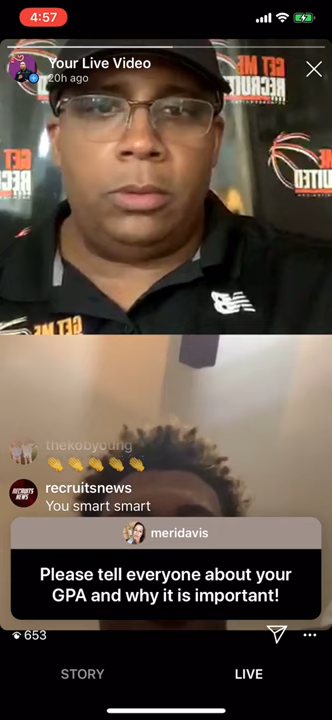 4:57
Your Live Video
20h ago
GET ME
RECRUITED
GET ME
RECRUITED
GET ME
thekobyoung
👏👏👏👏👏
recruitsnews
RECRUITS
NEWS
You smart smart
meridavis
Please tell everyone about your
GPA and why it is important!
653
STORY
LIVE